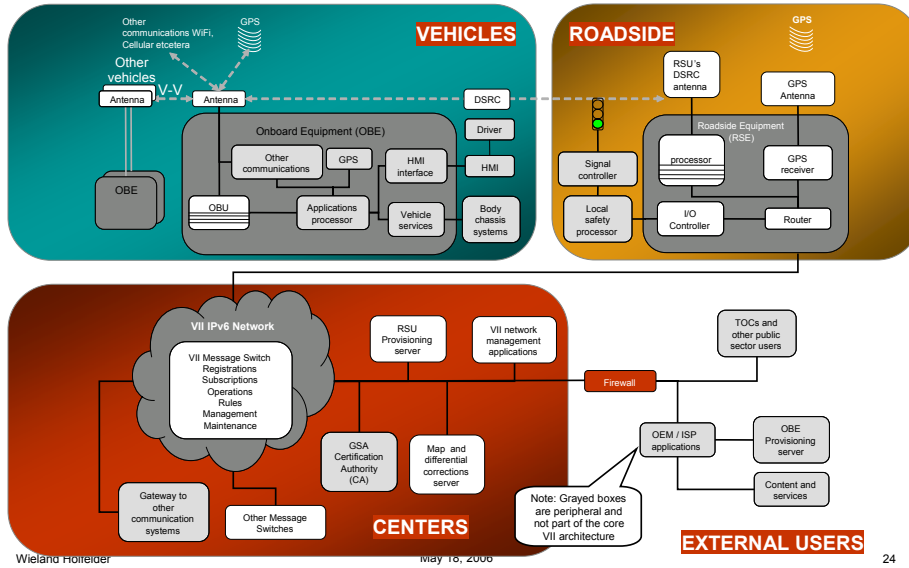 Other
communications WiFi,
Cellular etcetera
GPS
VEHICLES
Other
vehicles
V-V
Antenna
Antenna
DSRC
Onboard Equipment (OBE)
Driver
Other
communications
GPS
HMI
interface
HMI
OBE
OBU
Applications
processor
Vehicle
services
Body
chassis
systems
ROADSIDE
GPS
RSU's
DSRC
antenna
GPS
Antenna
Roadside Equipment
(RSE)
processor
GPS
receiver
Signal
controller
Local
safety
processor
I/O
Controller
Router
VII IPv6 Network
VII Message Switch
Registrations
Subscriptions
Operations
Rules
Management
Maintenance
RSU
Provisioning
server
VII network
management
applications
GSA
Certification
Authority
(CA)
Map and
differential
corrections
server
Gateway to
other
communication
systems
Other Message
Switches
CENTERS
Firewall
TOCs and
other public
sector users
OEM / ISP
applications
OBE
Provisioning
server
Content and
services
Note: Grayed boxes
are peripheral and
not part of the core
VII architecture
EXTERNAL USERS
Wieland Holfelder
May 18, 2006
24